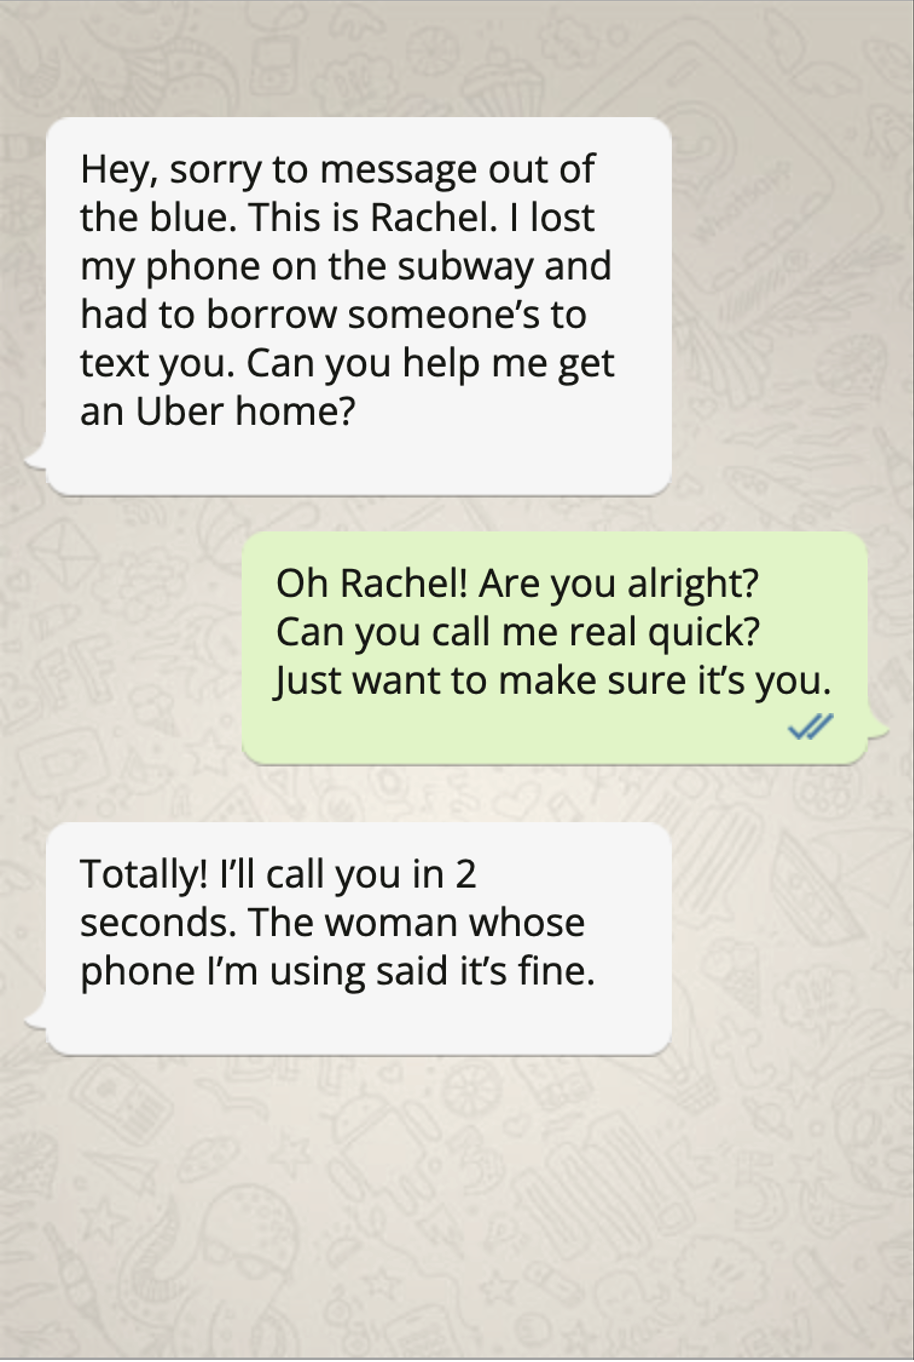 Hey, sorry to message out of
the blue. This is Rachel. I lost
my phone on the subway and
had to borrow someone’s to
text you. Can you help me get
an Uber home?
Oh Rachel! Are you alright?
Can you call me real quick?
Just want to make sure it’s you.
Totally! I’ll call you in 2
seconds. The woman whose
phone I’m using said it’s fine.